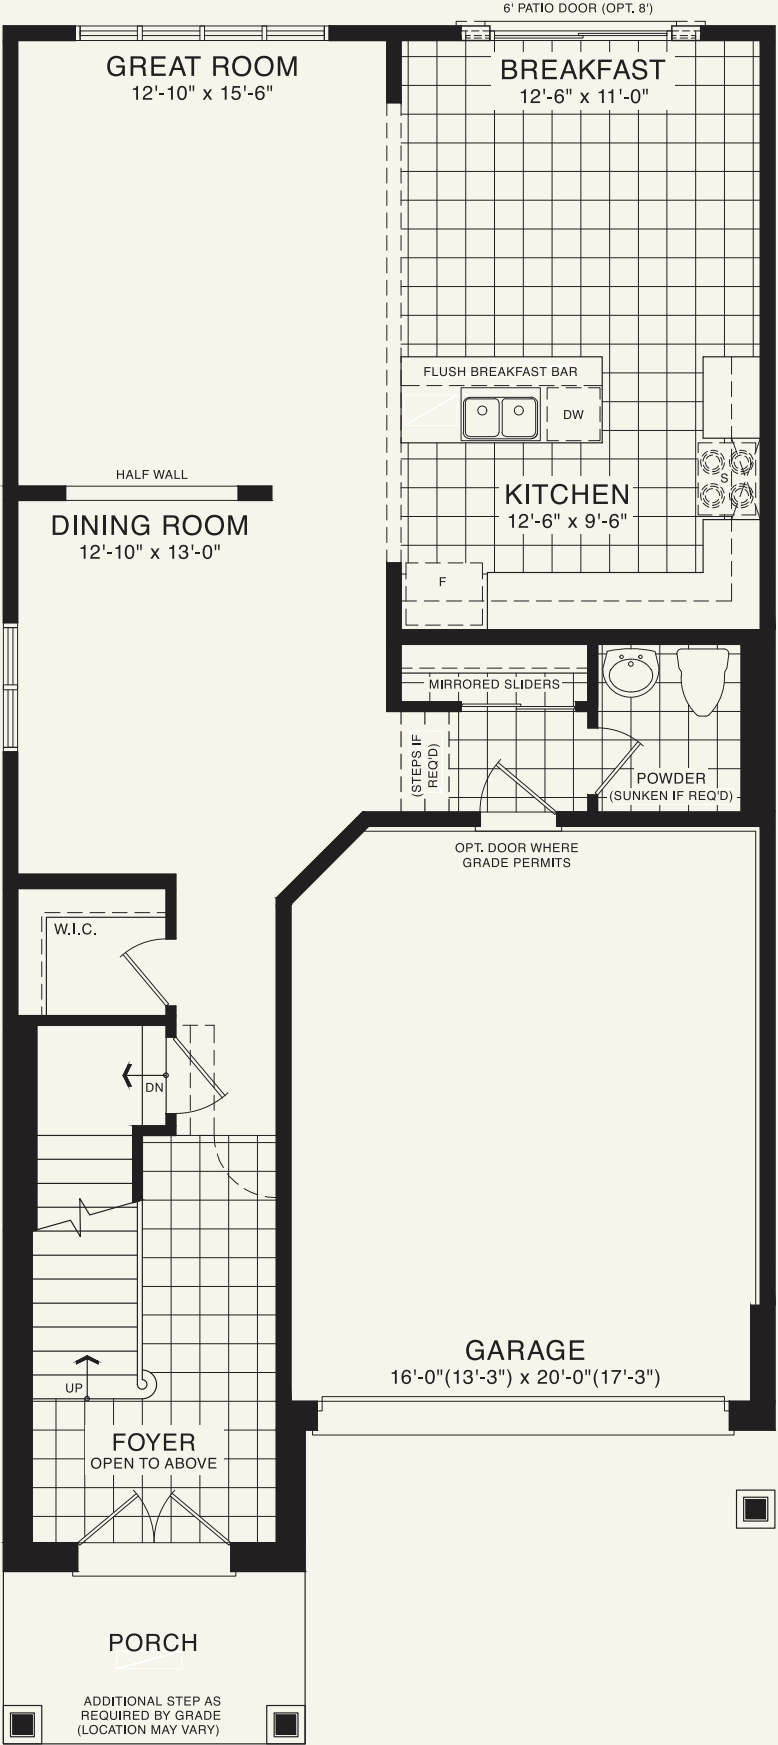 6' PATIO DOOR (OPT. 8')
GREAT ROOM
12'-10" x 15'-6"
BREAKFAST
12'-6" x 11'-0"
FLUSH BREAKFAST BAR
DW
S
HALF WALL
KITCHEN
12'-6" x 9'-6"
DINING ROOM
12'-10" x 13'-0"
F
MIRRORED SLIDERS
(STEPS IF
REQ'D)
POWDER
(SUNKEN IF REQ'D)
OPT. DOOR WHERE
GRADE PERMITS
W.I.C.
DN
GARAGE
16'-0"(13'-3") x 20'-0"(17'-3")
UP
FOYER
OPEN TO ABOVE
PORCH
ADDITIONAL STEP AS
REQUIRED BY GRADE
(LOCATION MAY VARY)